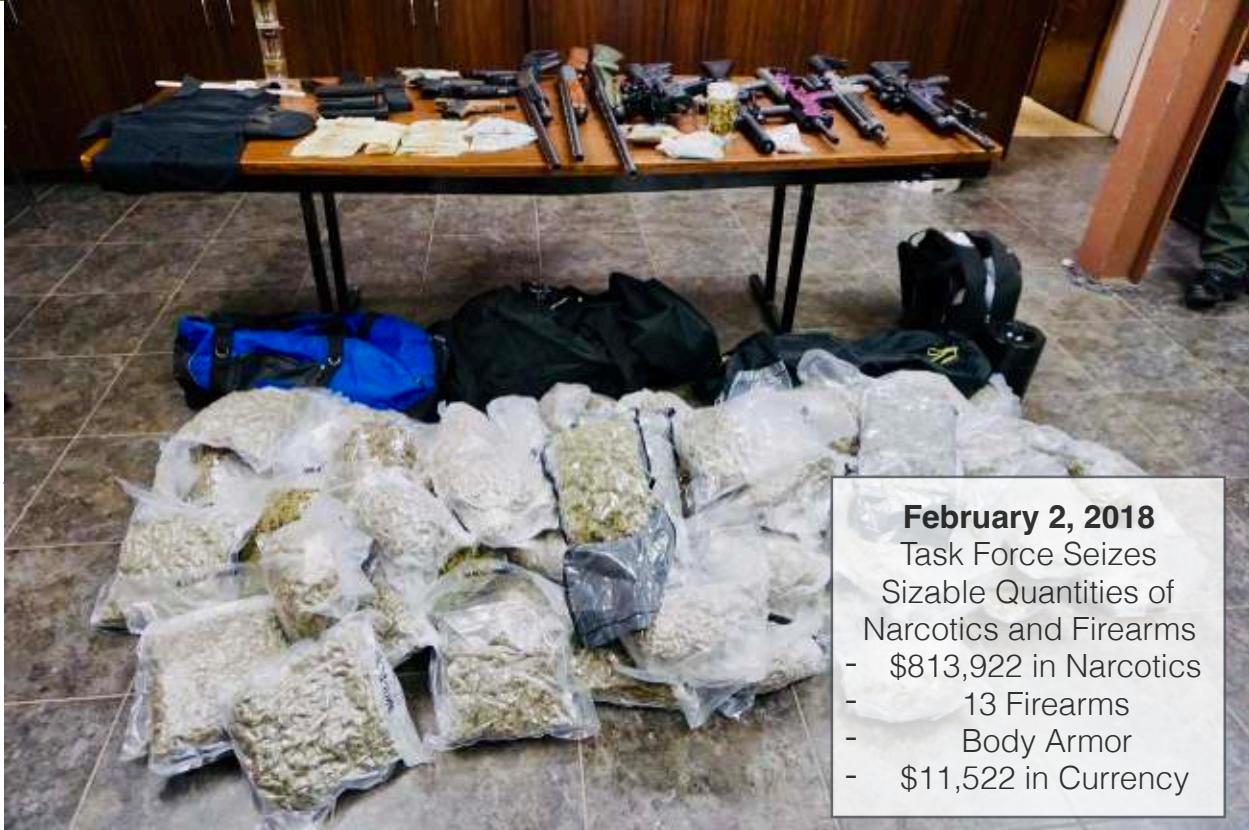 February 2, 2018
Task Force Seizes
Sizable Quantities of
Narcotics and Firearms
- $813,922 in Narcotics
- 13 Firearms
- Body Armor
- $11,522 in Currency